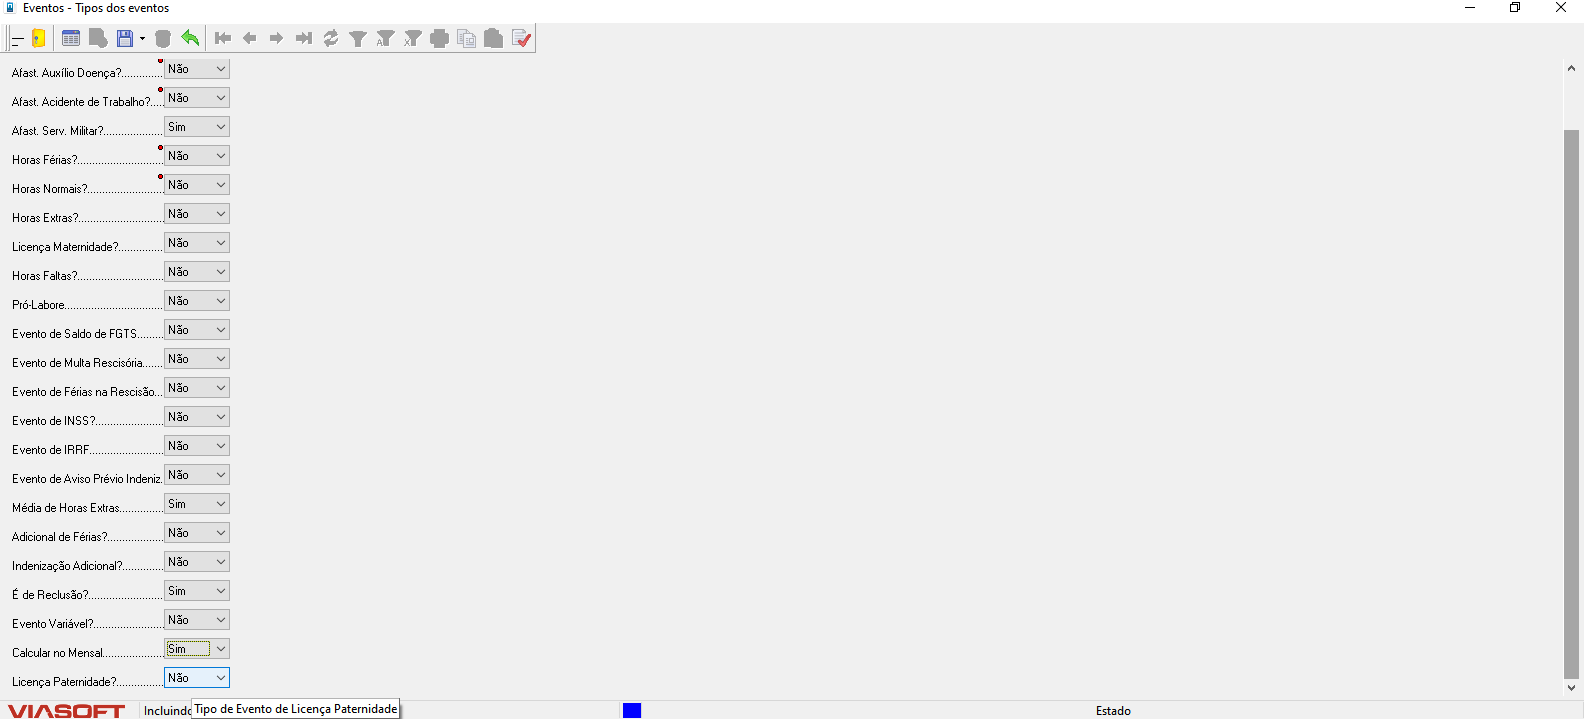 Eventos - Tipos dos eventos
Afast. Auxílio Doença?.............. Não
Afast. Acidente de Trabalho?.... Não
Afast. Serv. Militar?.................... Sim
Horas Férias?............................. Não
Horas Normais?.......................... Não
Horas Extras?............................. Não
Licença Maternidade?............... Não
Horas Faltas?............................. Não
Pró-Labore................................. Não
Evento de Saldo de FGTS......... Não
Evento de Multa Rescisória....... Não
Evento de Férias na Rescisão... Não
Evento de INSS?....................... Não
Evento de IRRF......................... Não
Evento de Aviso Prévio Indeniz. Não
Média de Horas Extras............... Sim
Adicional de Férias?................... Não
Indenização Adicional?.............. Não
É de Reclusão?......................... Sim
Evento Variável?........................ Não
Calcular no Mensal.................... Sim
Licença Paternidade?................ Não
VIASOFT Incluindo Tipo de Evento de Licença Paternidade Estado